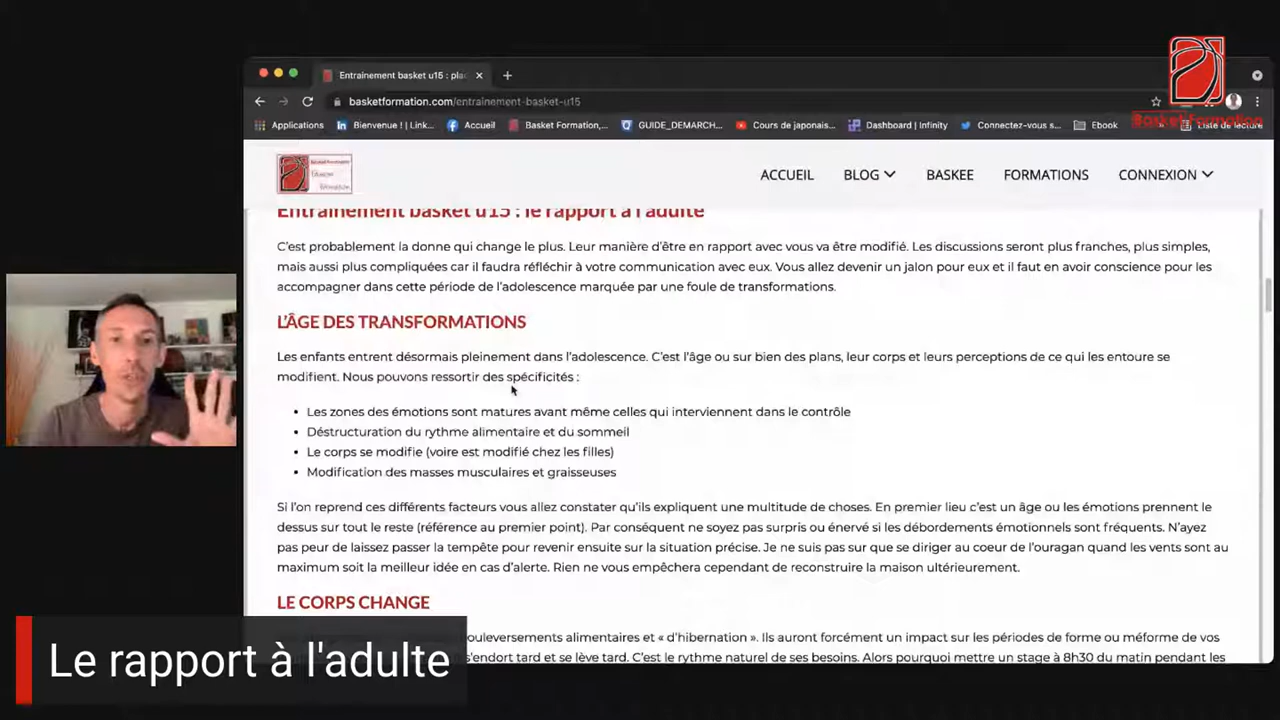 Entrainement basket u15 : pla
basketformation.com/entrainement-basket-u15
Applications
Bienvenue ! | Link...
Accueil
Basket Formation,...
GUIDE_DEMARCH...
Cours de japonais...
Dashboard | Infinity
Connectez-vous s...
Ebook
»
Liste de lecture
Basket Formation
ACCUEIL
BLOG
BASKEE
FORMATIONS
CONNEXION
Entrainement basket u15 : le rapport à l'adulte
C'est probablement la donne qui change le plus. Leur manière d'être en rapport avec vous va être modifié. Les discussions seront plus franches, plus simples,
mais aussi plus compliquées car il faudra réfléchir à votre communication avec eux. Vous allez devenir un jalon pour eux et il faut en avoir conscience pour les
accompagner dans cette période de l'adolescence marquée par une foule de transformations.
L'ÂGE DES TRANSFORMATIONS
Les enfants entrent désormais pleinement dans l'adolescence. C'est l'âge ou sur bien des plans, leur corps et leurs perceptions de ce qui les entoure se
modifient. Nous pouvons ressortir des spécificités :
• Les zones des émotions sont matures avant même celles qui interviennent dans le contrôle
• Déstructuration du rythme alimentaire et du sommeil
• Le corps se modifie (voire est modifié chez les filles)
• Modification des masses musculaires et graisseuses
Si l'on reprend ces différents facteurs vous allez constater qu'ils expliquent une multitude de choses. En premier lieu c'est un âge ou les émotions prennent le
dessus sur tout le reste (référence au premier point). Par conséquent ne soyez pas surpris ou énervé si les débordements émotionnels sont fréquents. N'ayez
pas peur de laissez passer la tempête pour revenir ensuite sur la situation précise. Je ne suis pas sur que se diriger au coeur de l'ouragan quand les vents sont au
maximum soit la meilleur idée en cas d'alerte. Rien ne vous empêchera cependant de reconstruire la maison ultérieurement.
LE CORPS CHANGE
ouleversements alimentaires et « d'hibernation ». Ils auront forcément un impact sur les périodes de forme ou méforme de vos
s'endort tard et se lève tard. C'est le rythme naturel de ses besoins. Alors pourquoi mettre un stage à 8h30 du matin pendant les
Le rapport à l'adulte